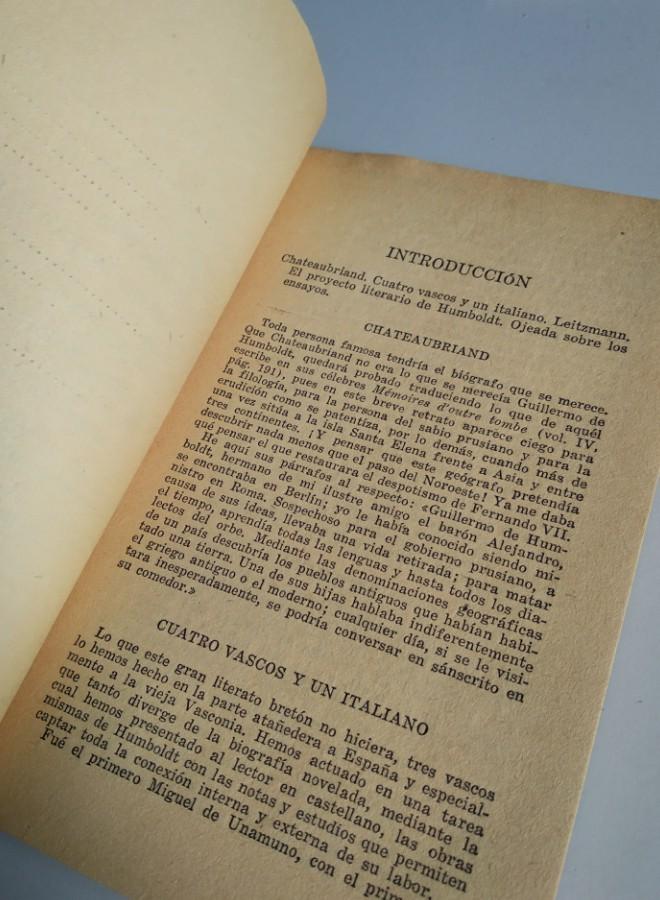 INTRODUCCIÓN
Chateaubriand. Cuatro vascos y un italiano. Leitzmann.
El proyecto literario de Humboldt. Ojeada sobre los
ensayos.
CHATEAUBRIAND
Toda persona famosa tendría el biógrafo que se merece.
Que Chateaubriand no era lo que se merecía Guillermo de
Humboldt, quedará probado traduciendo lo que de aquél
escribe en sus célebres Mémoires d'outre tombe (vol. IV,
pág. 191), pues en este breve retrato aparece ciego para
la filología, para la persona del sabio prusiano y para la
erudición como se patentiza, por lo demás, cuando más de
una vez sitúa a la isla Santa Elena frente a Asia y entre
tres continentes. ¡Y pensar que este geógrafo pretendía
descubrir nada menos que el paso del Noroeste! Ya me daba
qué pensar el que restaurara el despotismo de Fernando VII.
He aquí sus párrafos al respecto: «Guillermo de Hum-
boldt, hermano de mi ilustre amigo el barón Alejandro,
se encontraba en Berlín; yo le había conocido siendo mi-
nistro en Roma. Sospechoso para el gobierno prusiano, a
causa de sus ideas, llevaba una vida retirada; para matar
el tiempo, aprendía todas las lenguas y hasta todos los dia-
lectos del orbe. Mediante las denominaciones geográficas
de un país descubría los pueblos antiguos que habían habi-
tado una tierra. Una de sus hijas hablaba indiferentemente
el griego antiguo o el moderno; cualquier día, si se le visi-
tara inesperadamente, se podría conversar en sánscrito en
su comedor.»
CUATRO VASCOS Y UN ITALIANO
Lo que este gran literato bretón no hiciera, tres vascos
lo hemos hecho en la parte atañedera a España y especial-
mente a la vieja Vasconia. Hemos actuado en una tarea
que tanto diverge de la biografía novelada, mediante la
cual hemos presentado al lector en castellano, las obras
mismas de Humboldt con las notas y estudios que permiten
captar toda la conexión interna y externa de su labor.
Fué el primero Miguel de Unamuno, con el